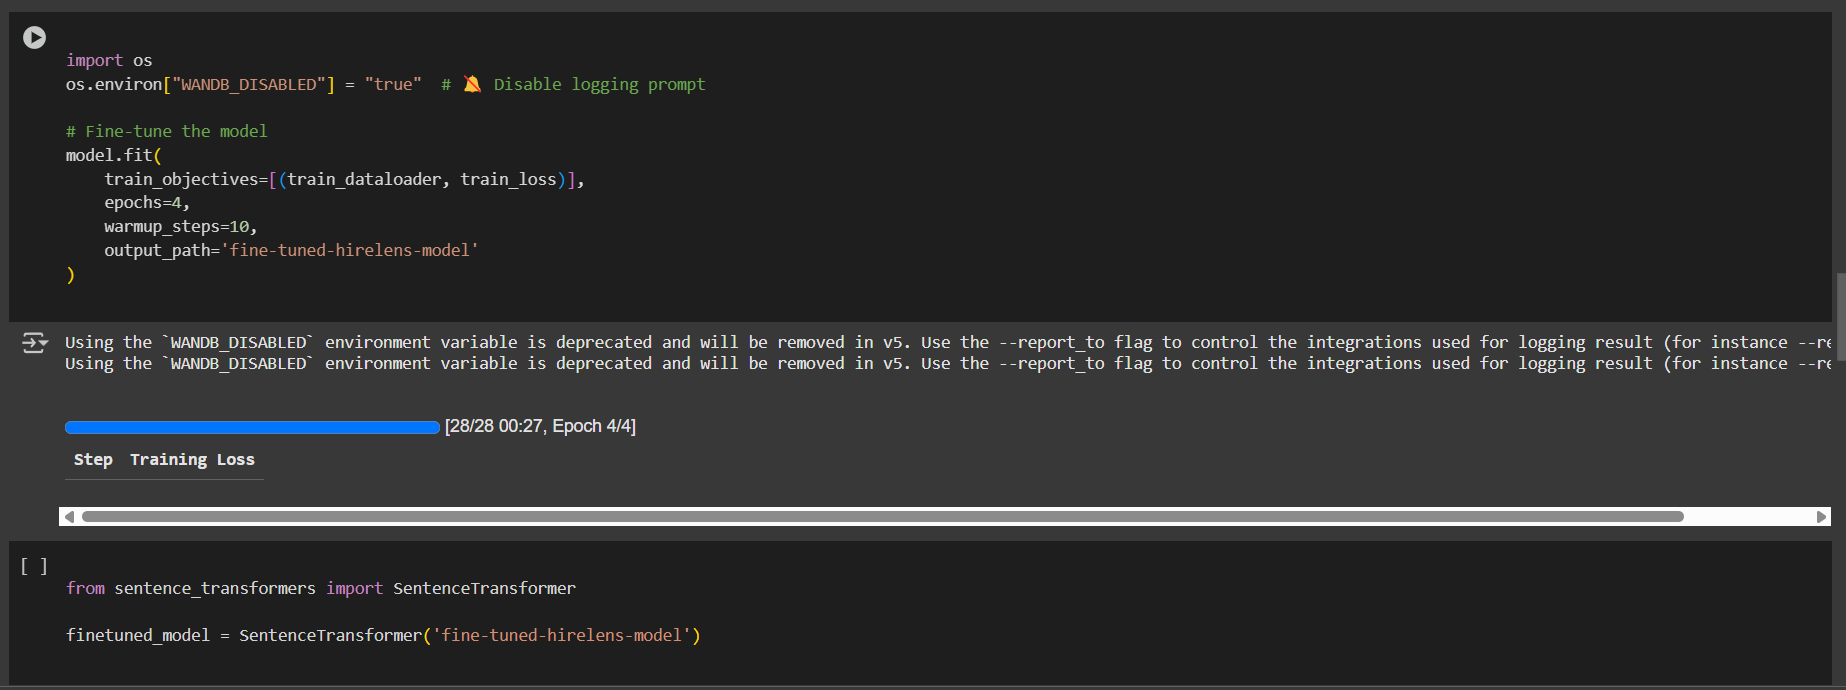 import os
os.environ["WANDB_DISABLED"] = "true"  # 🔕 Disable logging prompt
# Fine-tune the model
model.fit(
    train_objectives=[(train_dataloader, train_loss)],
    epochs=4,
    warmup_steps=10,
    output_path='fine-tuned-hirelens-model'
)
Using the `WANDB_DISABLED` environment variable is deprecated and will be removed in v5. Use the --report_to flag to control the integrations used for logging result (for instance --re
Using the `WANDB_DISABLED` environment variable is deprecated and will be removed in v5. Use the --report_to flag to control the integrations used for logging result (for instance --re
[28/28 00:27, Epoch 4/4]
Step Training Loss
[ ]
from sentence_transformers import SentenceTransformer
finetuned_model = SentenceTransformer('fine-tuned-hirelens-model')